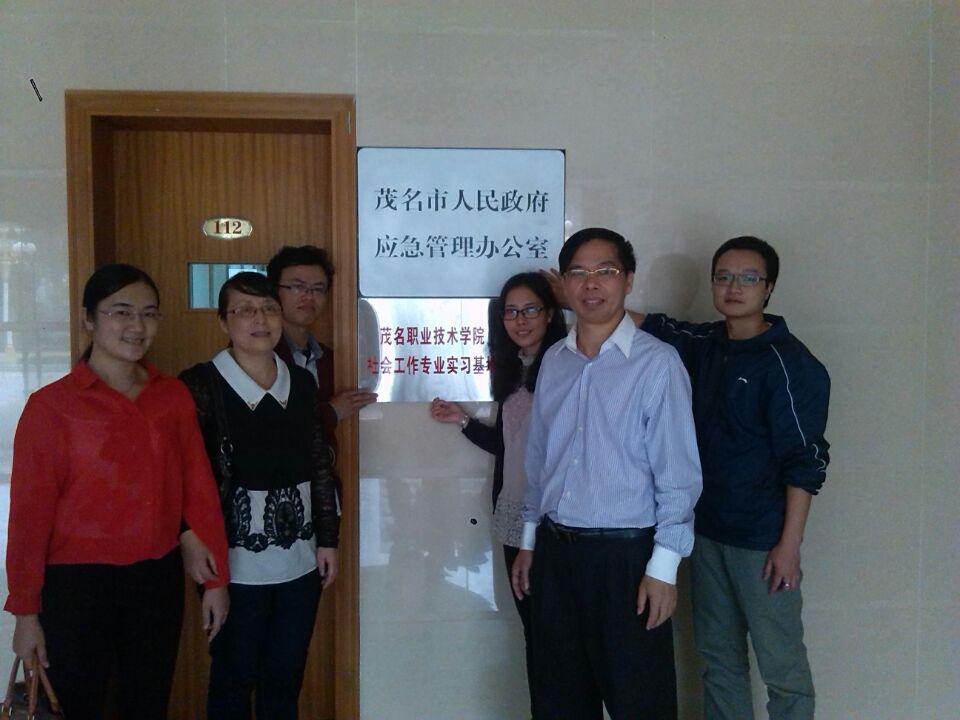 112
茂名市人民政府
应急管理办公室
茂名职业技术学院
社会工作专业实习基地